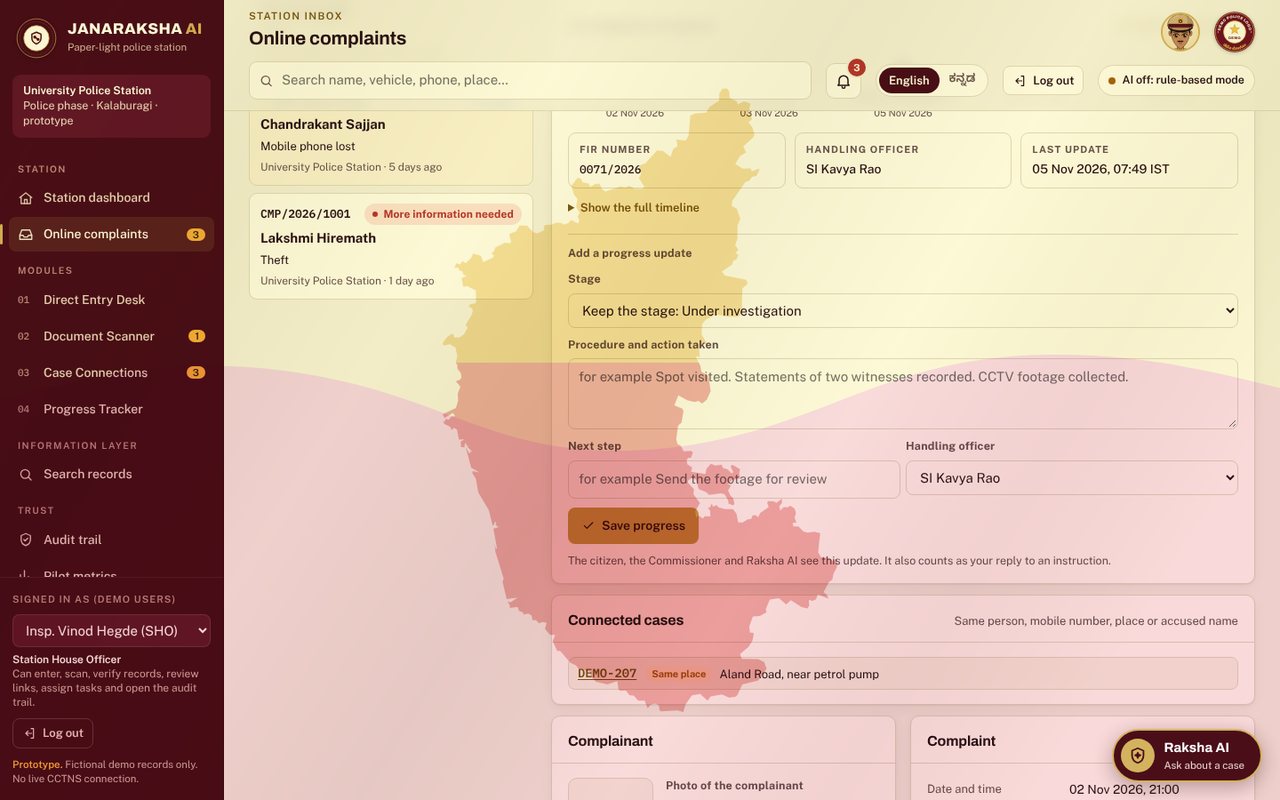 JANARAKSHA AI
Paper-light police station
University Police Station
Police phase · Kalaburagi ·
prototype
STATION
Station dashboard
Online complaints 3
MODULES
01 Direct Entry Desk
02 Document Scanner 1
03 Case Connections 3
04 Progress Tracker
INFORMATION LAYER
Search records
TRUST
Audit trail
Pilot metrics
SIGNED IN AS (DEMO USERS)
Insp. Vinod Hegde (SHO)
Station House Officer
Can enter, scan, verify records, review
links, assign tasks and open the audit
trail.
Log out
Prototype. Fictional demo records only.
No live CCTNS connection.
STATION INBOX
Online complaints
Search name, vehicle, phone, place...
3
English ಕನ್ನಡ
Log out
AI off: rule-based mode
Chandrakant Sajjan
Mobile phone lost
University Police Station · 5 days ago
CMP/2026/1001 More information needed
Lakshmi Hiremath
Theft
University Police Station · 1 day ago
02 Nov 2026 03 Nov 2026 05 Nov 2026
FIR NUMBER
0071/2026
HANDLING OFFICER
SI Kavya Rao
LAST UPDATE
05 Nov 2026, 07:49 IST
Show the full timeline
Add a progress update
Stage
Keep the stage: Under investigation
Procedure and action taken
for example Spot visited. Statements of two witnesses recorded. CCTV footage collected.
Next step
for example Send the footage for review
Handling officer
SI Kavya Rao
Save progress
The citizen, the Commissioner and Raksha AI see this update. It also counts as your reply to an instruction.
Connected cases
Same person, mobile number, place or accused name
DEMO-207 Same place Aland Road, near petrol pump
Complainant
Photo of the complainant
Complaint
Date and time 02 Nov 2026, 21:00
Raksha AI
Ask about a case